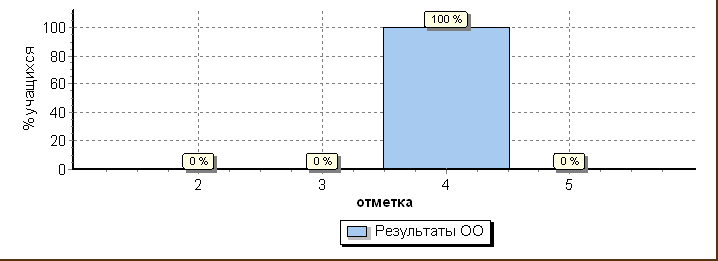 % учащихся
100
80
60
40
20
0
0 %
0 %
100 %
0 %
2 3 4 5
отметка
Результаты ОО